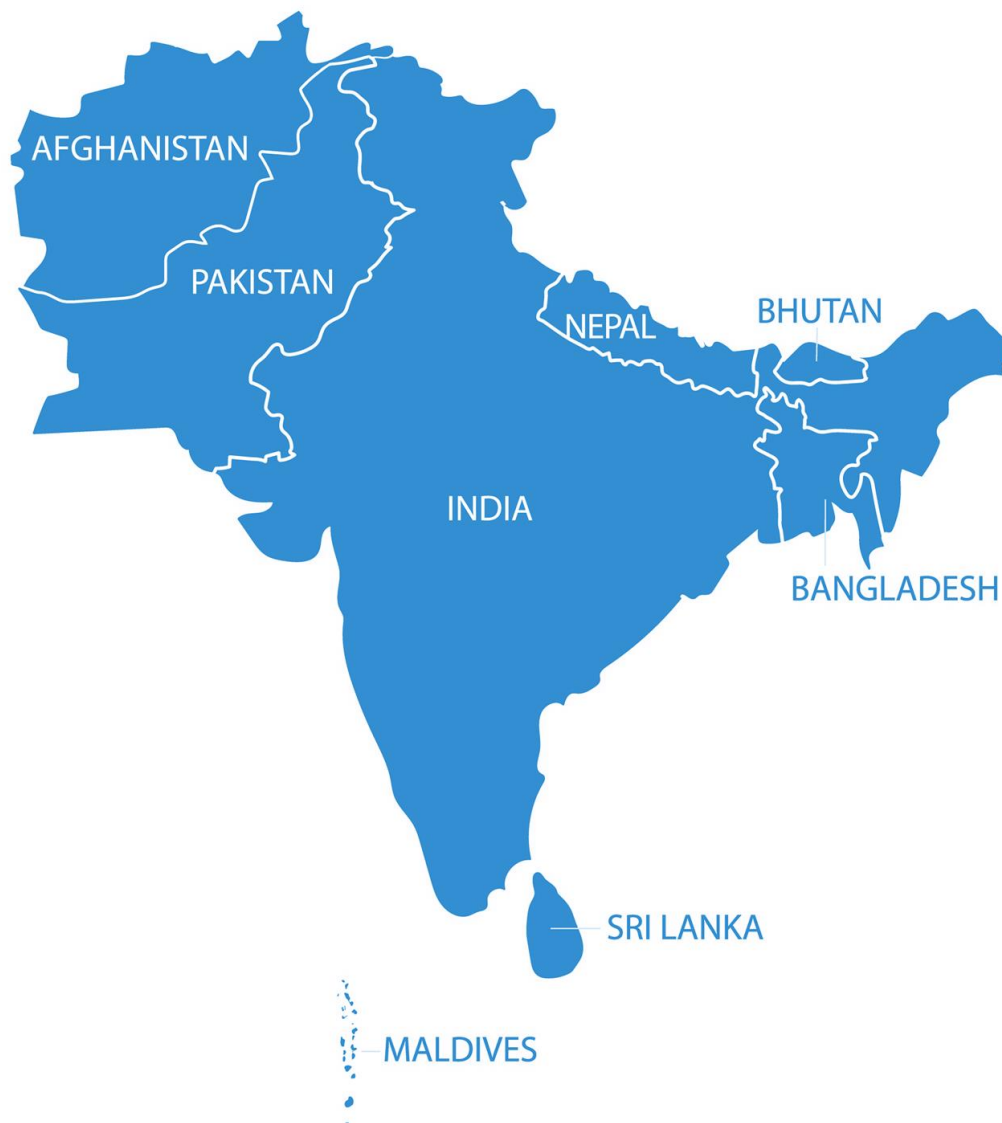 AFGHANISTAN
PAKISTAN
BHUTAN
NEPAL
INDIA
BANGLADESH
SRI LANKA
MALDIVES